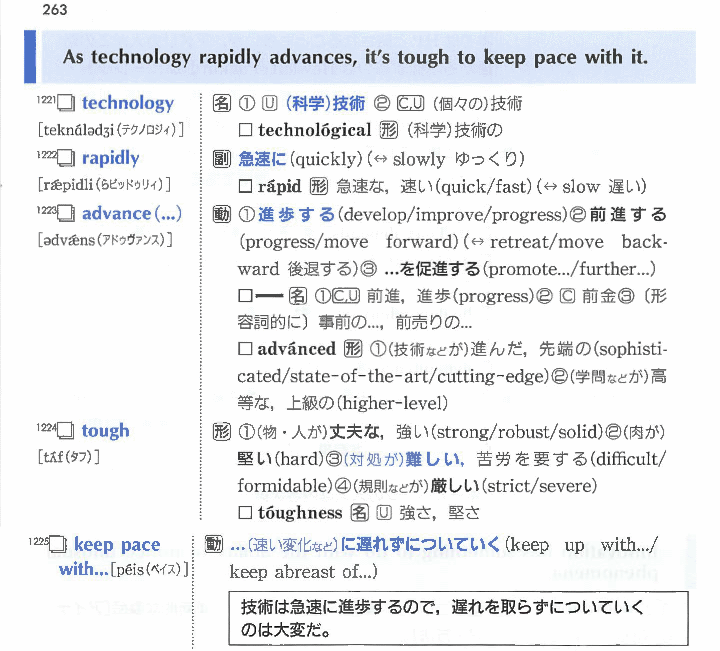 263
As technology rapidly advances, it's tough to keep pace with it.
1221□ technology 名 ① U (科学)技術 ② C,U (個々の)技術
[teknάlədʒi(テクノロジィ)] □ technológical 形 (科学)技術の
1222□ rapidly 副 急速に(quickly)(↔ slowly ゆっくり)
[rǽpidli(らピッドゥリィ)] □ rápid 形 急速な，速い(quick/fast)(↔ slow 遅い)
1223□ advance(...) 動 ①進歩する(develop/improve/progress)②前進する
[ədvǽns(アドゥヴァンス)] (progress/move forward)(↔ retreat/move back-
ward 後退する)③ ...を促進する(promote.../further...)
□━ 名 ①C,U 前進，進歩(progress)② C 前金③〔形
容詞的に〕事前の...，前売りの...
□ advánced 形 ①(技術などが)進んだ，先端の(sophisti-
cated/state-of-the-art/cutting-edge)②(学問などが)高
等な，上級の(higher-level)
1224□ tough 形 ①(物・人が)丈夫な，強い(strong/robust/solid)②(肉が)
[tʌ́f(タフ)] 堅い(hard)③(対処が)難しい，苦労を要する(difficult/
formidable)④(規則などが)厳しい(strict/severe)
□ tóughness 名 U 強さ，堅さ
1225□ keep pace 動 ...(速い変化など)に遅れずについていく(keep up with.../
with...[péis(ペイス)] keep abreast of...)
技術は急速に進歩するので，遅れを取らずについていく
のは大変だ。